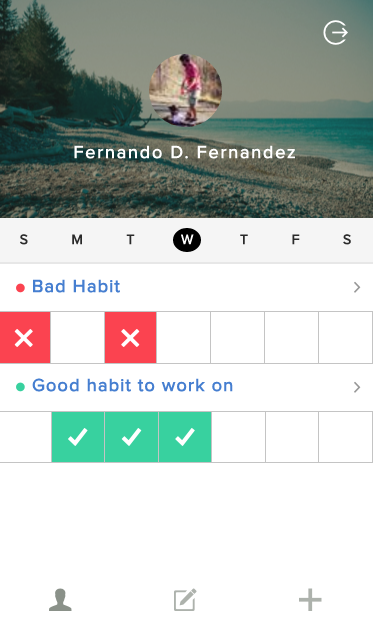 Fernando D. Fernandez
S M T W T F S
Bad Habit
Good habit to work on